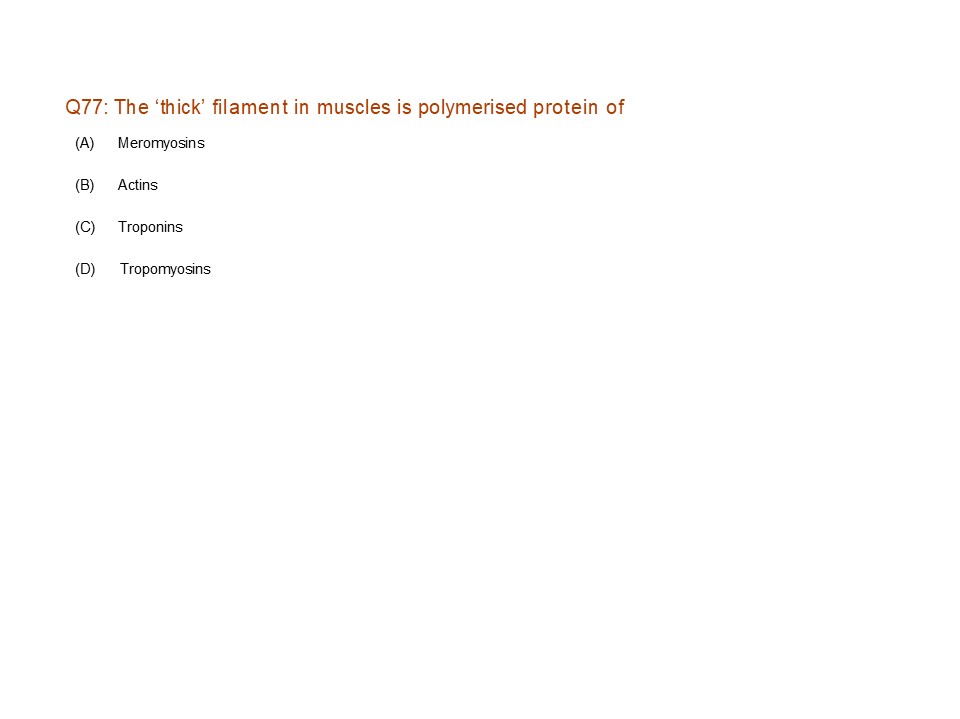 Q77: The ‘thick’ filament in muscles is polymerised protein of
(A) Meromyosins
(B) Actins
(C) Troponins
(D) Tropomyosins